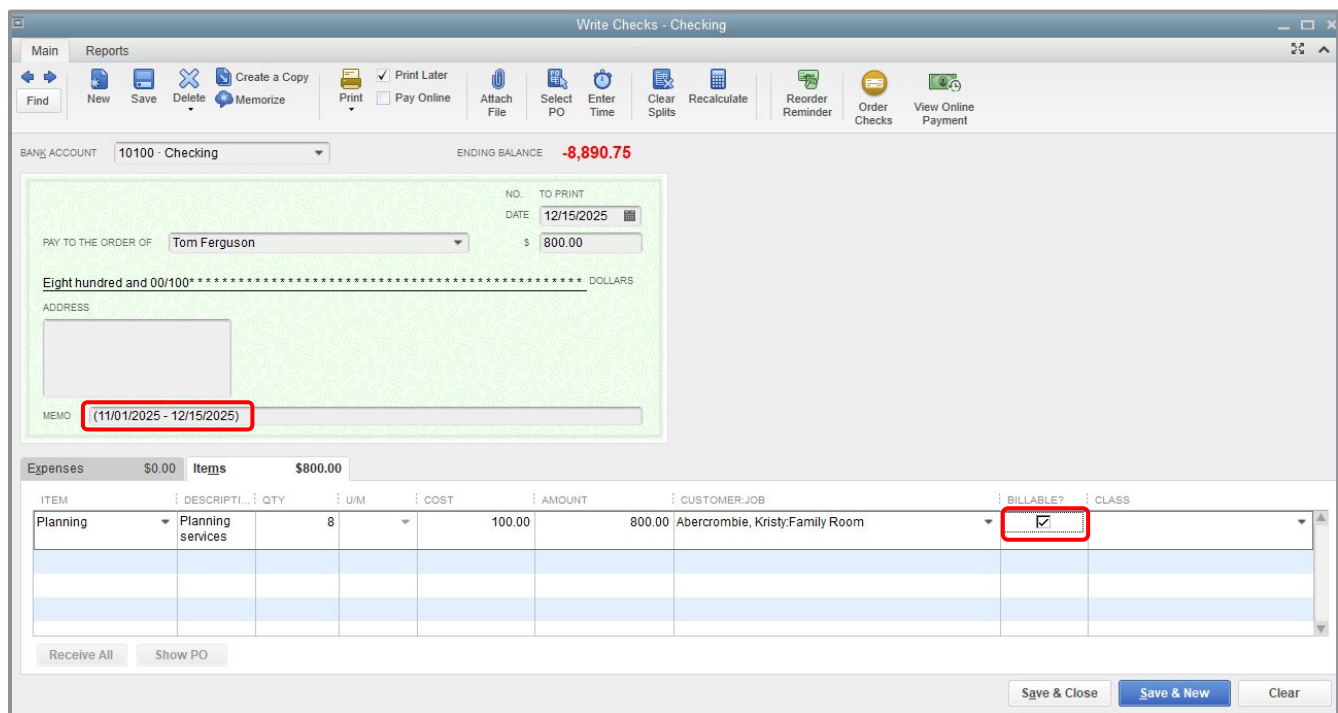 Write Checks - Checking
Main Reports
Find New Save Delete Create a Copy Memorize Print Print Later Pay Online Attach File Select PO Enter Time Clear Splits Recalculate Reorder Reminder Order Checks View Online Payment
BANK ACCOUNT 10100 · Checking ENDING BALANCE -8,890.75
NO. TO PRINT
DATE 12/15/2025
PAY TO THE ORDER OF Tom Ferguson $ 800.00
Eight hundred and 00/100* * * * * * * * * * * * * * * * * * * * * * * * * * * * * * * * * * * * * * * * * * * * * * * * * * * * * DOLLARS
ADDRESS
MEMO (11/01/2025 - 12/15/2025)
Expenses $0.00 Items $800.00
ITEM DESCRIPTI... QTY U/M COST AMOUNT CUSTOMER:JOB BILLABLE? CLASS
Planning Planning services 8 100.00 800.00 Abercrombie, Kristy:Family Room
Receive All Show PO
Save & Close Save & New Clear